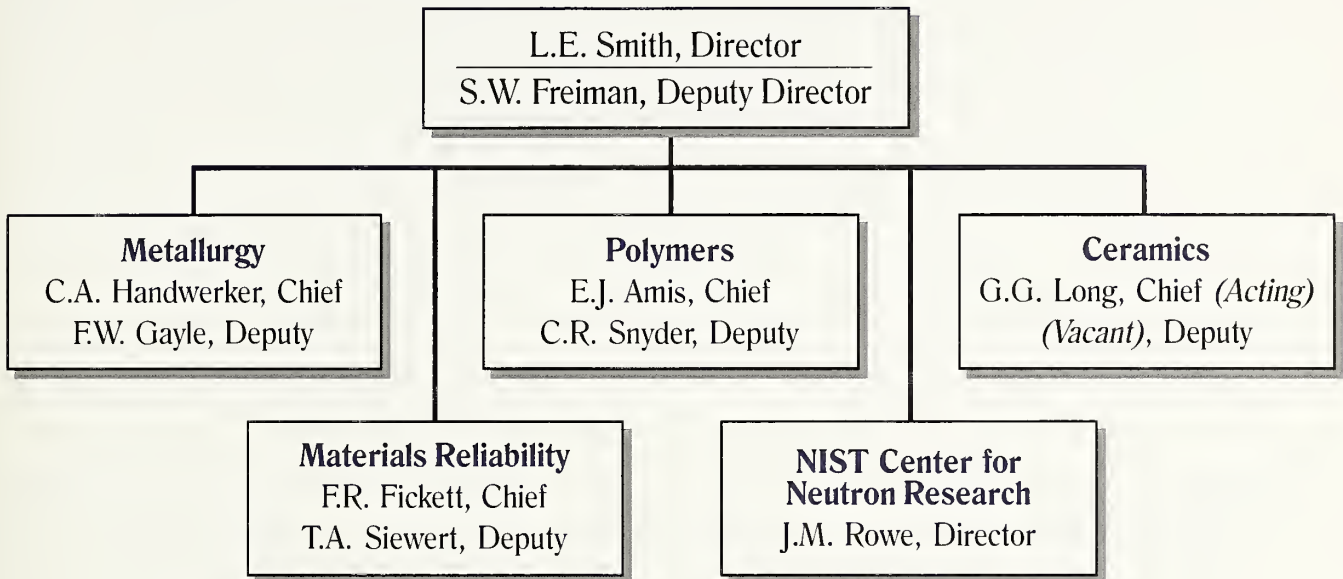 L.E. Smith, Director
S.W. Freiman, Deputy Director
Metallurgy
C.A. Handwerker, Chief
F.W. Gayle, Deputy
Polymers
E.J. Amis, Chief
C.R. Snyder, Deputy
Ceramics
G.G. Long, Chief (Acting)
(Vacant), Deputy
Materials Reliability
F.R. Fickett, Chief
T.A. Siewert, Deputy
NIST Center for
Neutron Research
J.M. Rowe, Director